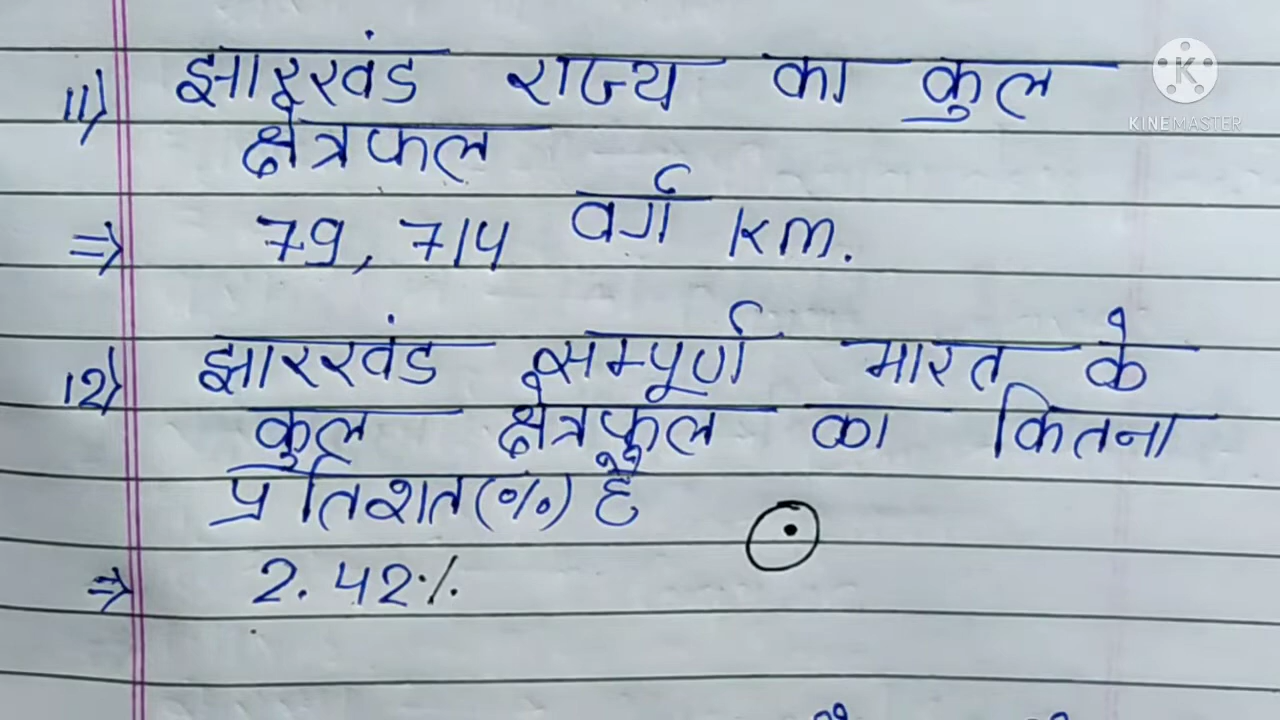 11) झारखंड राज्य का कुल
क्षेत्रफल
⇒ 79,714 वर्ग km.
12) झारखंड सम्पूर्ण भारत के
कुल क्षेत्रफल का कितना
प्रतिशत(%) है
⇒ 2.42%
K
KINEMASTER